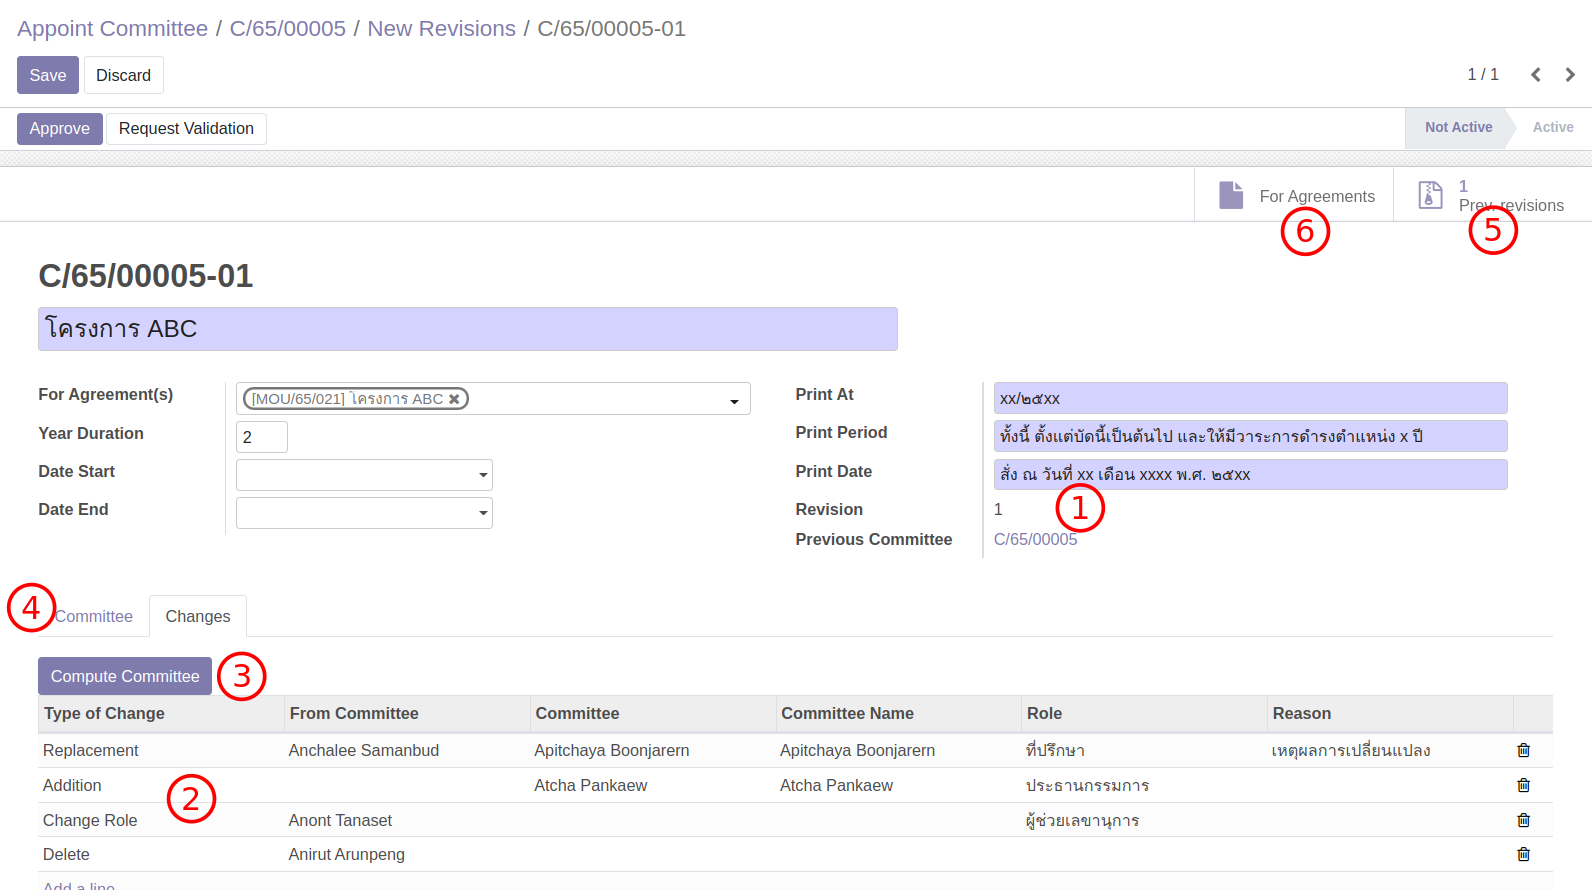 Appoint Committee / C/65/00005 / New Revisions / C/65/00005-01
Save Discard 1 / 1
Approve Request Validation Not Active Active
For Agreements 1 Prev. revisions
6 5
C/65/00005-01
โครงการ ABC
For Agreement(s) [MOU/65/021] โครงการ ABC
Year Duration 2
Date Start
Date End
Print At xx/๒๕xx
Print Period ทั้งนี้ ตั้งแต่บัดนี้เป็นต้นไป และให้มีวาระการดำรงตำแหน่ง x ปี
Print Date สั่ง ณ วันที่ xx เดือน xxxx พ.ศ. ๒๕xx
Revision 1 1
Previous Committee C/65/00005
4 Committee Changes
Compute Committee 3
Type of Change From Committee Committee Committee Name Role Reason
Replacement Anchalee Samanbud Apitchaya Boonjarern Apitchaya Boonjarern ที่ปรึกษา เหตุผลการเปลี่ยนแปลง
Addition Atcha Pankaew Atcha Pankaew ประธานกรรมการ
2
Change Role Anont Tanaset ผู้ช่วยเลขานุการ
Delete Anirut Arunpeng
Add a line